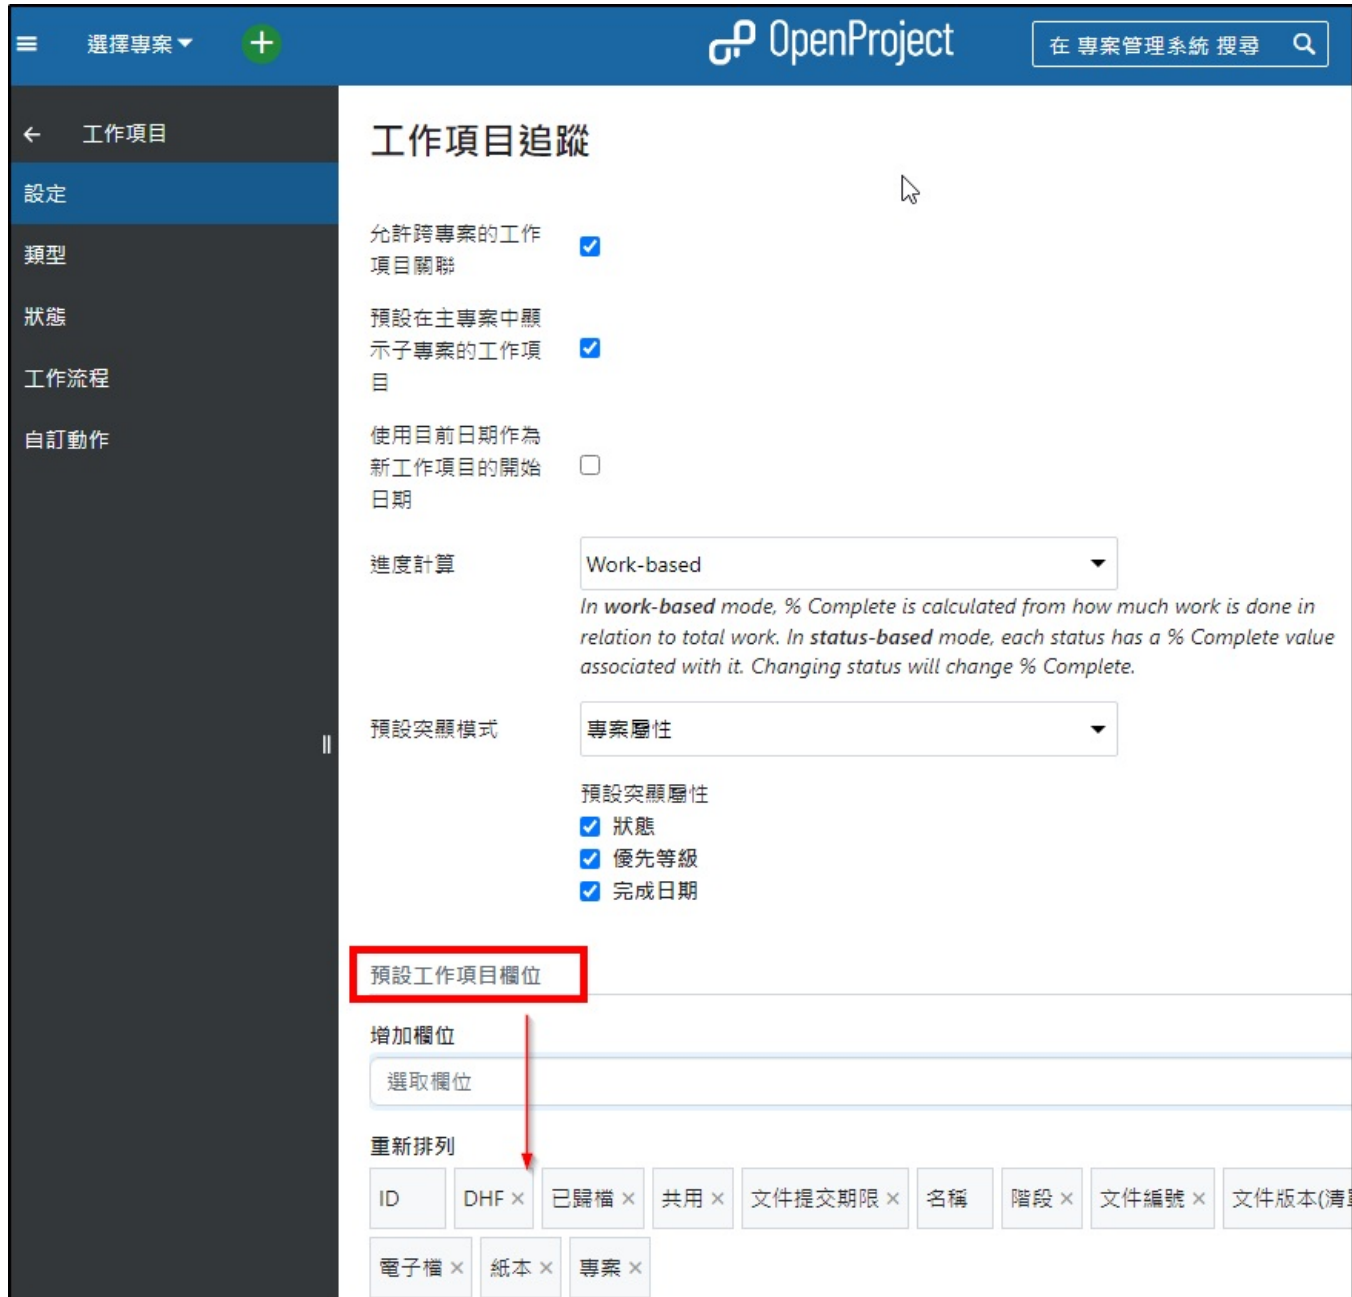 選擇專案
OpenProject
在 專案管理系統 搜尋
工作項目
設定
類型
狀態
工作流程
自訂動作
工作項目追蹤
允許跨專案的工作
項目關聯
預設在主專案中顯
示子專案的工作項
目
使用目前日期作為
新工作項目的開始
日期
進度計算
Work-based
In work-based mode, % Complete is calculated from how much work is done in
relation to total work. In status-based mode, each status has a % Complete value
associated with it. Changing status will change % Complete.
預設突顯模式
專案屬性
預設突顯屬性
狀態
優先等級
完成日期
預設工作項目欄位
增加欄位
選取欄位
重新排列
ID DHF × 已歸檔 × 共用 × 文件提交期限 × 名稱 階段 × 文件編號 × 文件版本(清
電子檔 × 紙本 × 專案 ×